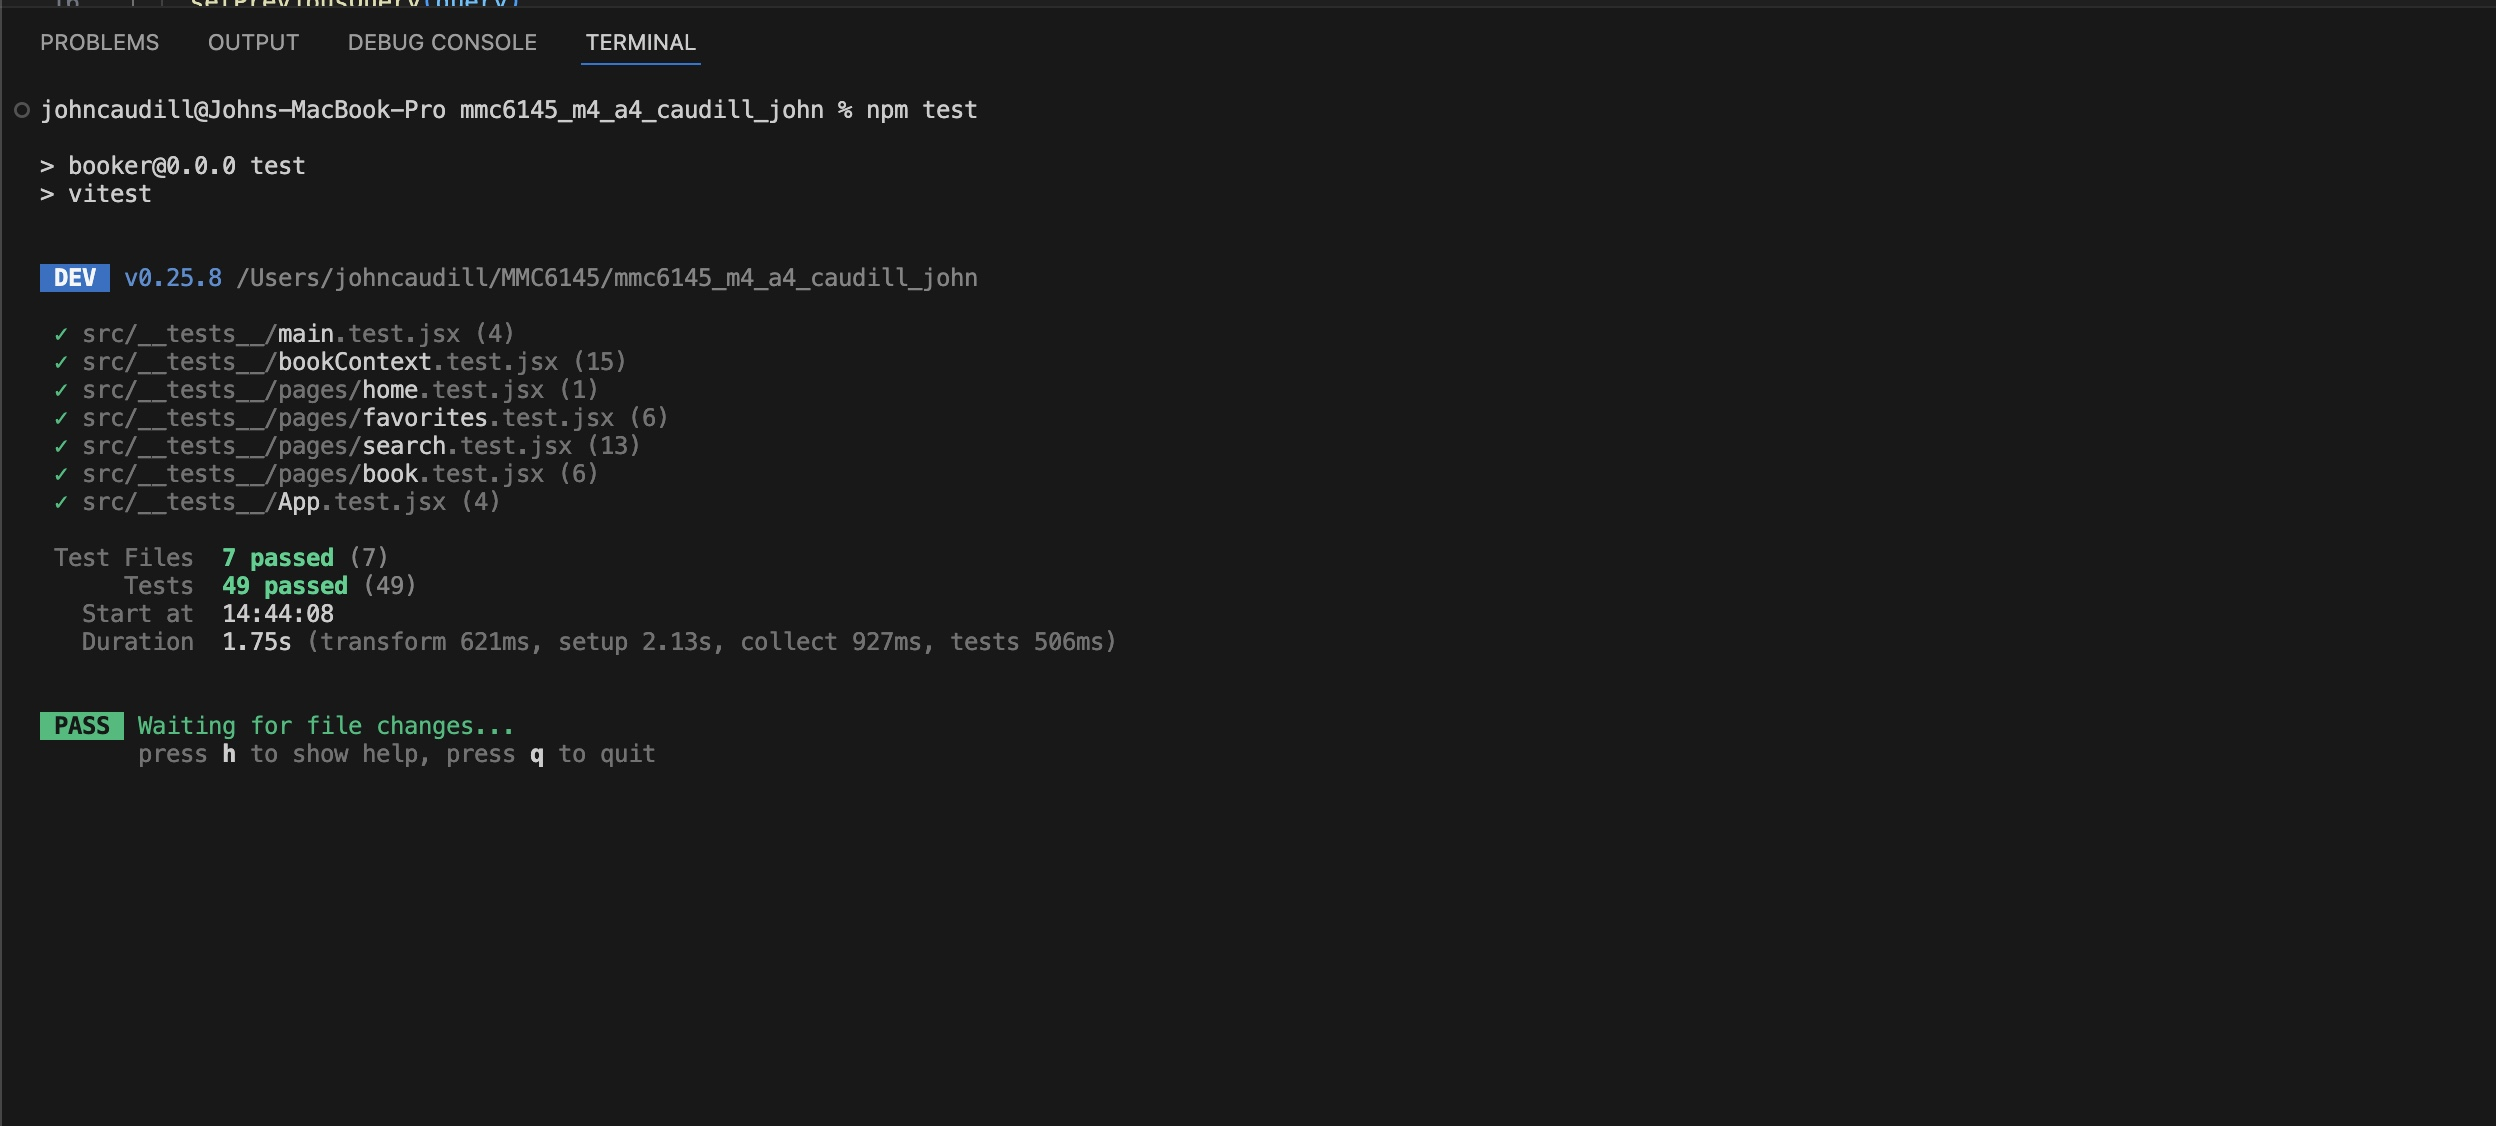 setPreviousQuery(query)
PROBLEMS OUTPUT DEBUG CONSOLE TERMINAL
johncaudill@Johns-MacBook-Pro mmc6145_m4_a4_caudill_john % npm test
> booker@0.0.0 test
> vitest
DEV v0.25.8 /Users/johncaudill/MMC6145/mmc6145_m4_a4_caudill_john
✓ src/__tests__/main.test.jsx (4)
✓ src/__tests__/bookContext.test.jsx (15)
✓ src/__tests__/pages/home.test.jsx (1)
✓ src/__tests__/pages/favorites.test.jsx (6)
✓ src/__tests__/pages/search.test.jsx (13)
✓ src/__tests__/pages/book.test.jsx (6)
✓ src/__tests__/App.test.jsx (4)
Test Files 7 passed (7)
Tests 49 passed (49)
Start at 14:44:08
Duration 1.75s (transform 621ms, setup 2.13s, collect 927ms, tests 506ms)
PASS Waiting for file changes...
press h to show help, press q to quit